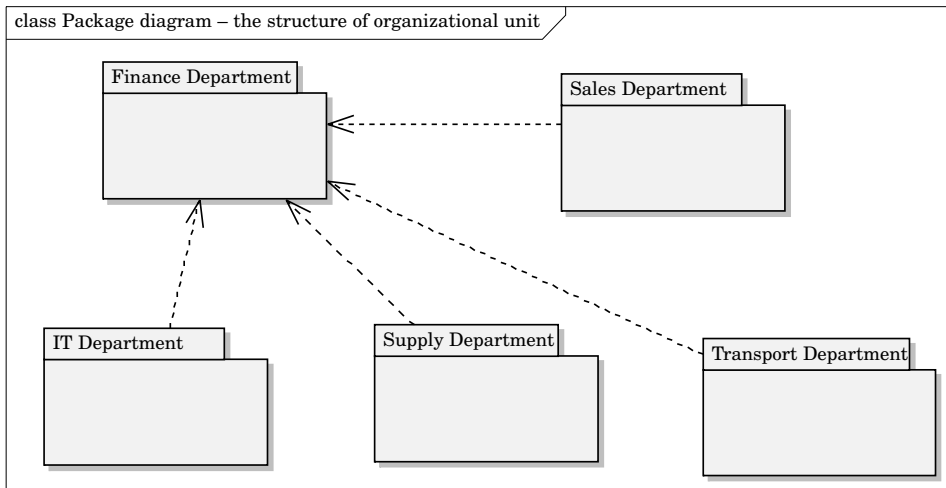 class Package diagram – the structure of organizational unit
Finance Department
Sales Department
IT Department
Supply Department
Transport Department